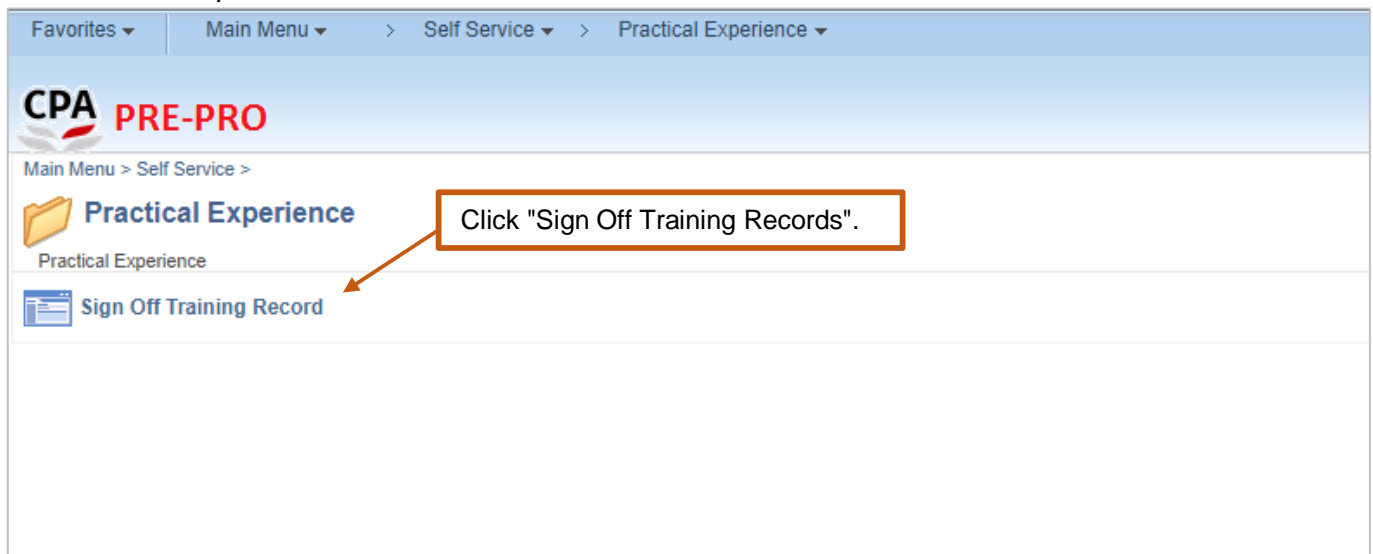 Favorites Main Menu > Self Service > Practical Experience
CPA PRE-PRO
Main Menu > Self Service >
Practical Experience
Click "Sign Off Training Records".
Practical Experience
Sign Off Training Record